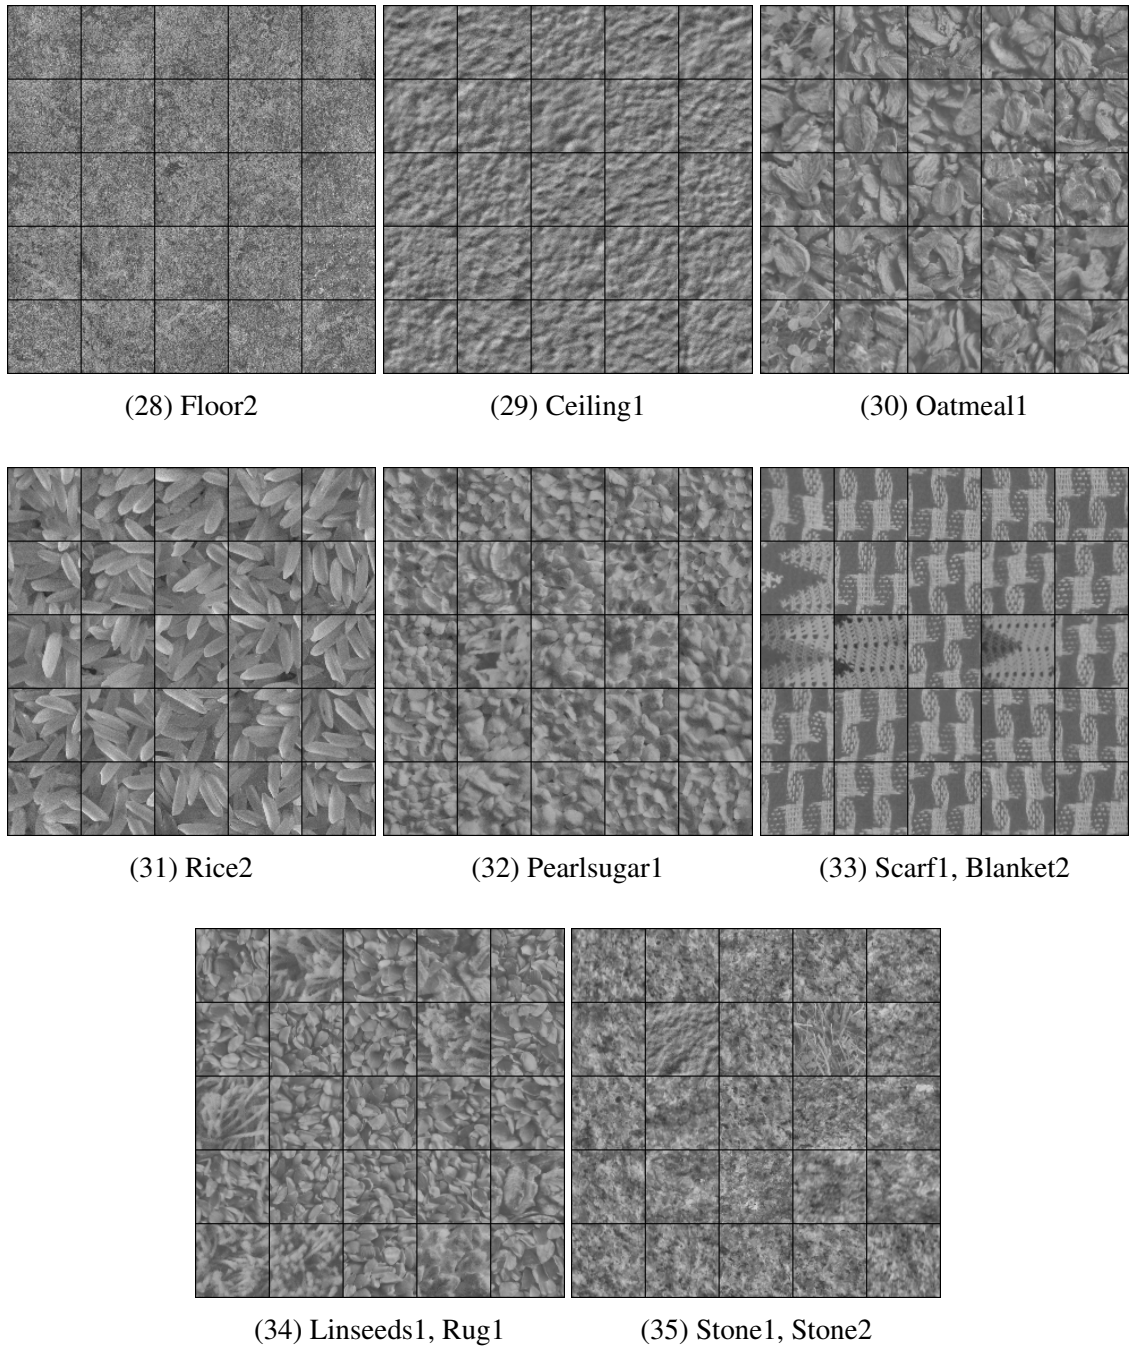 (28) Floor2
(29) Ceiling1
(30) Oatmeal1
(31) Rice2
(32) Pearlsugar1
(33) Scarf1, Blanket2
(34) Linseeds1, Rug1
(35) Stone1, Stone2